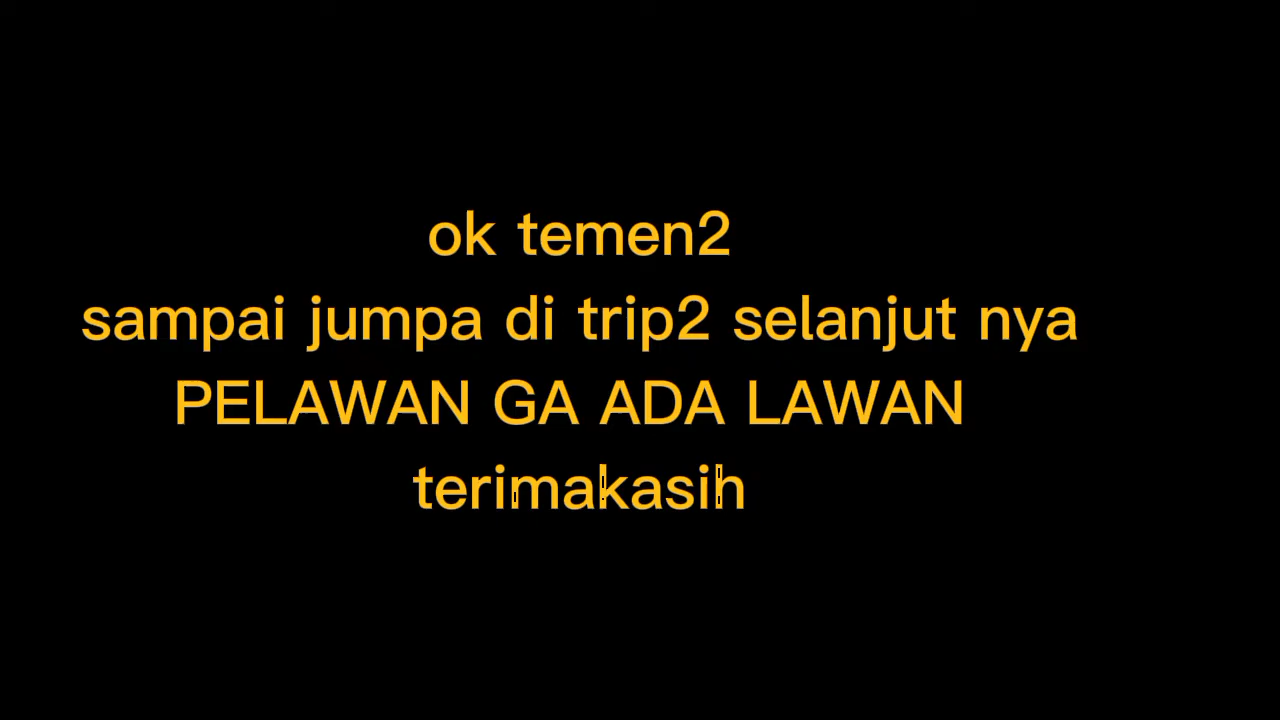 ok temen2
sampai jumpa di trip2 selanjut nya
PELAWAN GA ADA LAWAN
terimakasih